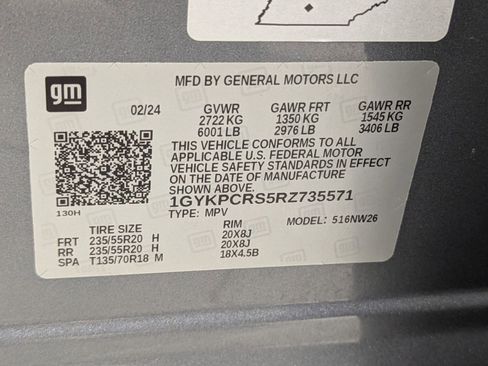 gm
MFD BY GENERAL MOTORS LLC
02/24 GVWR GAWR FRT GAWR RR
2722 KG 1350 KG 1545 KG
6001 LB 2976 LB 3406 LB
THIS VEHICLE CONFORMS TO ALL
APPLICABLE U.S. FEDERAL MOTOR
VEHICLE SAFETY STANDARDS IN EFFECT
ON THE DATE OF MANUFACTURE
SHOWN ABOVE.
1GYKPCRS5RZ735571
130H TYPE: MPV MODEL: 516NW26
TIRE SIZE RIM
FRT 235/55R20 H 20X8J
RR 235/55R20 H 20X8J
SPA T135/70R18 M 18X4.5B